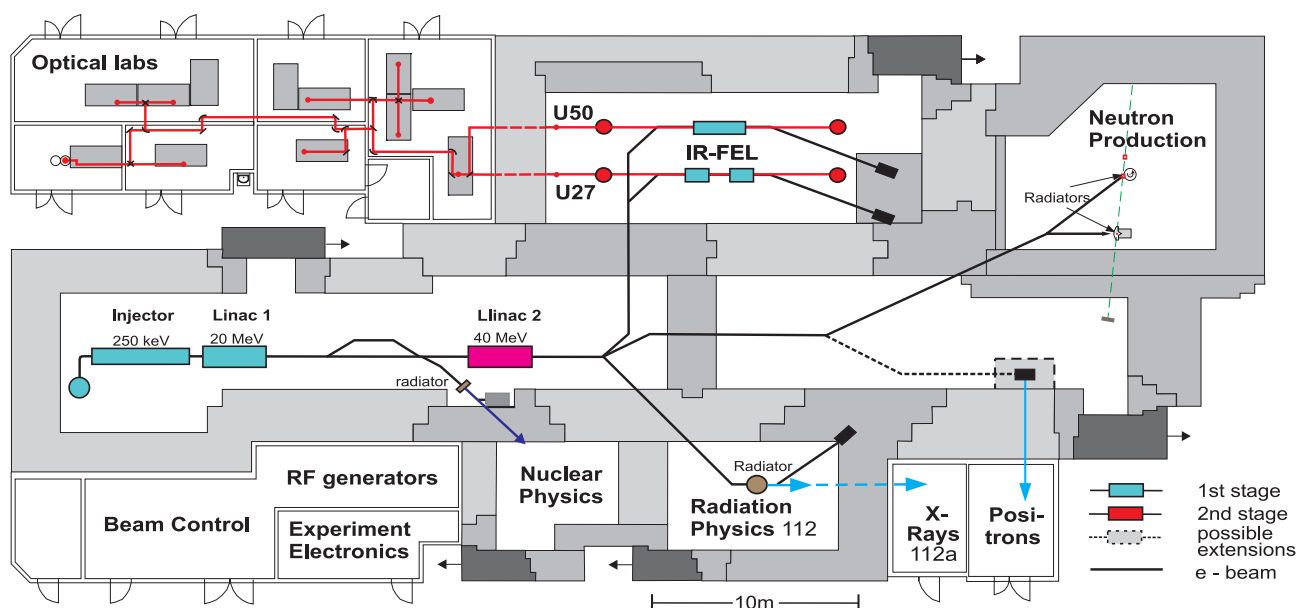 Optical labs
U50
IR-FEL
U27
Neutron
Production
Radiators
Injector
250 keV
Linac 1
20 MeV
Llinac 2
40 MeV
radiator
RF generators
Beam Control
Experiment
Electronics
Nuclear
Physics
Radiator
Radiation
Physics 112
X-
Rays
112a
Posi-
trons
1st stage
2nd stage
possible
extensions
e - beam
10m